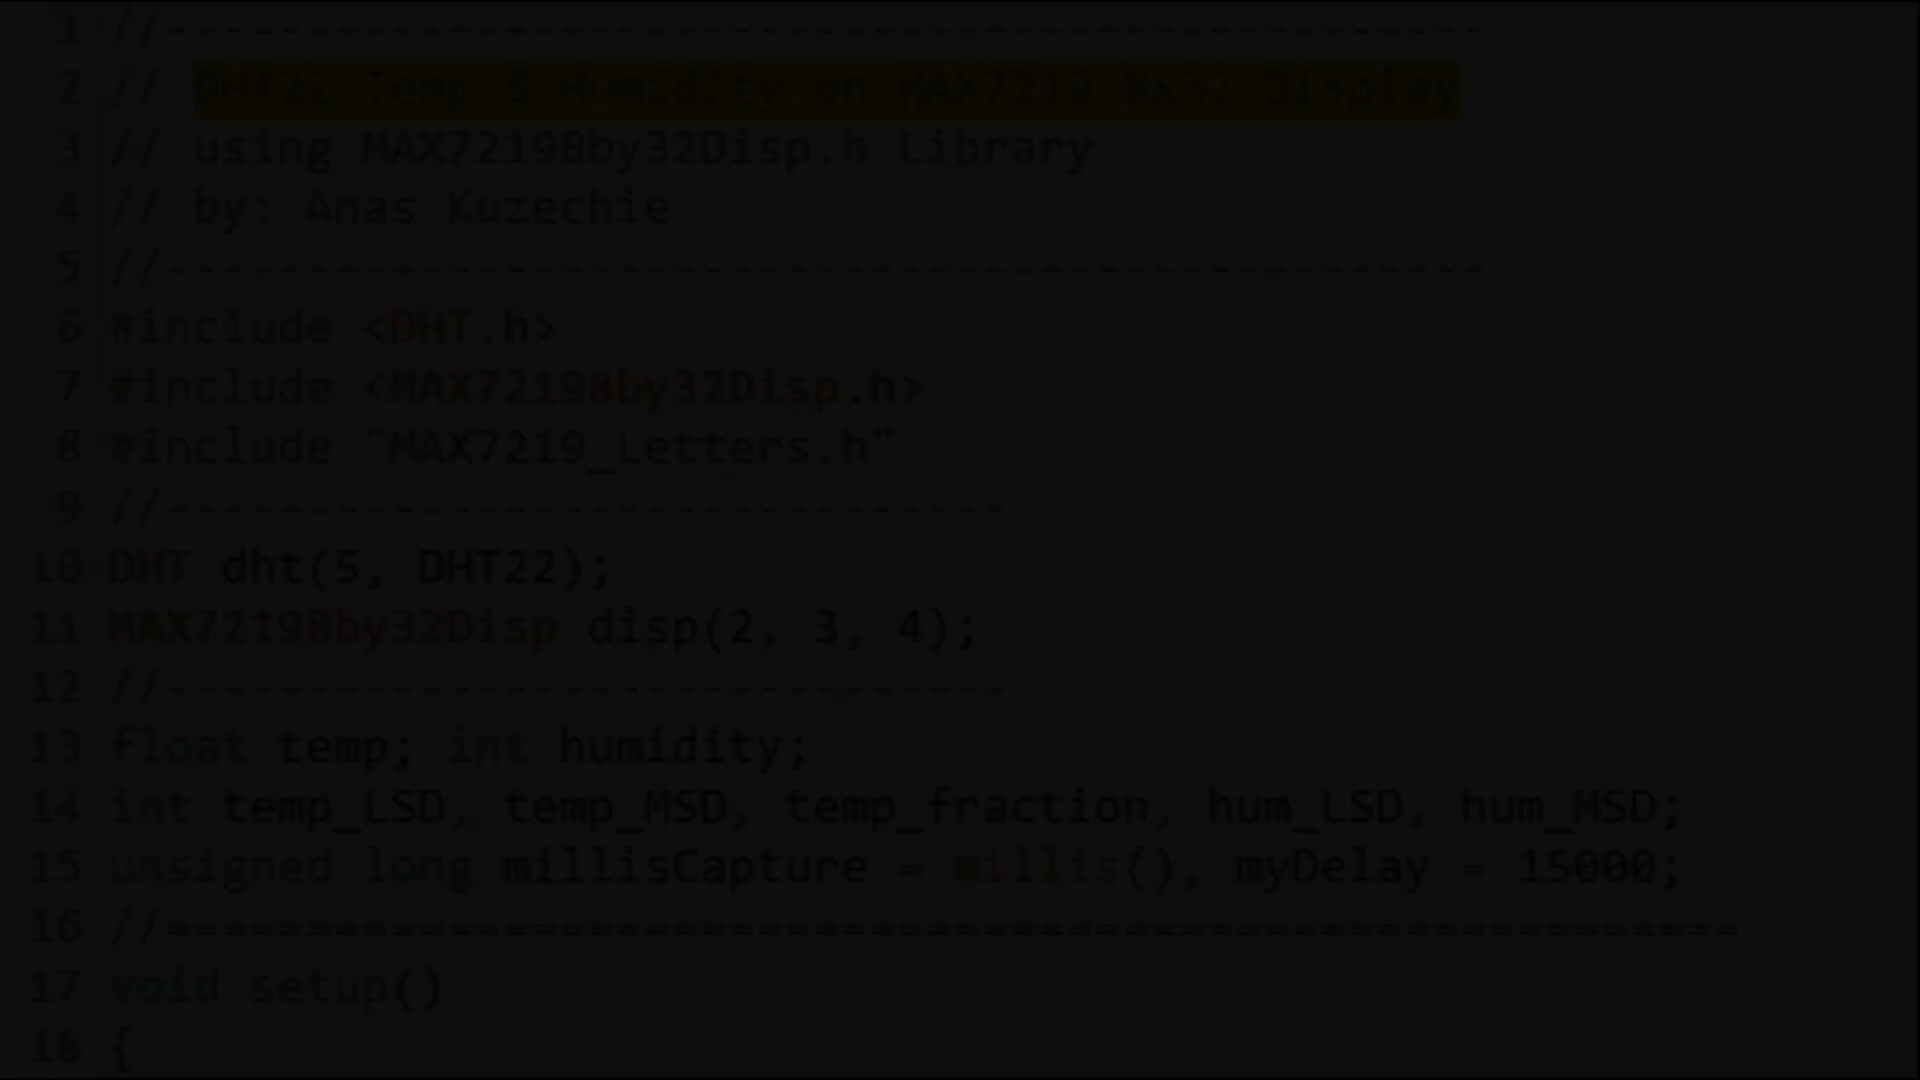 1 //-----------------------------------------------
2 // DHT22 Temp & Humidity on MAX7219 8x32 Display
3 // using MAX72198by32Disp.h Library
4 // by: Anas Kuzechie
5 //-----------------------------------------------
6 #include <DHT.h>
7 #include <MAX72198by32Disp.h>
8 #include "MAX7219_Letters.h"
9 //------------------------------
10 DHT dht(5, DHT22);
11 MAX72198by32Disp disp(2, 3, 4);
12 //------------------------------
13 float temp; int humidity;
14 int temp_LSD, temp_MSD, temp_fraction, hum_LSD, hum_MSD;
15 unsigned long millisCapture = millis(), myDelay = 15000;
16 //========================================================
17 void setup()
18 {